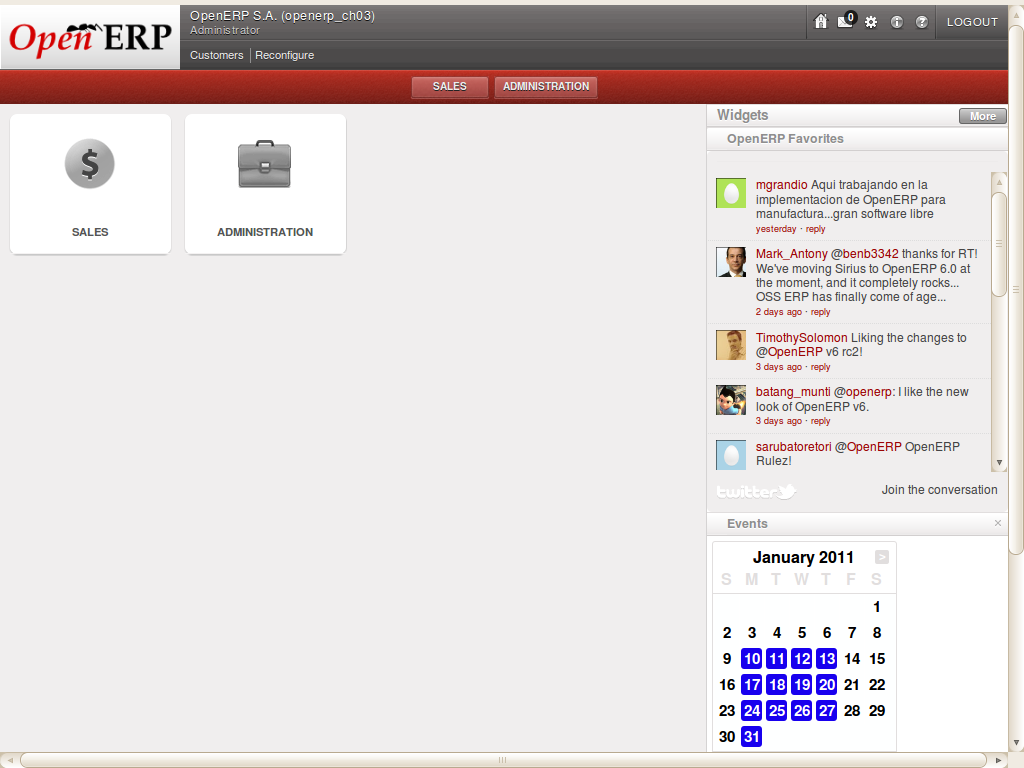 Open ERP
OpenERP S.A. (openerp_ch03)
Administrator
Customers
Reconfigure
0
LOGOUT
SALES
ADMINISTRATION
SALES
ADMINISTRATION
Widgets
More
OpenERP Favorites
mgrandio Aqui trabajando en la
implementacion de OpenERP para
manufactura...gran software libre
yesterday · reply
Mark_Antony @benb3342 thanks for RT!
We've moving Sirius to OpenERP 6.0 at
the moment, and it completely rocks...
OSS ERP has finally come of age...
2 days ago · reply
TimothySolomon Liking the changes to
@OpenERP v6 rc2!
3 days ago · reply
batang_munti @openerp: I like the new
look of OpenERP v6.
3 days ago · reply
sarubatoretori @OpenERP OpenERP
Rulez!
twitter
Join the conversation
Events
January 2011
>
S M T W T F S
1
2 3 4 5 6 7 8
9 10 11 12 13 14 15
16 17 18 19 20 21 22
23 24 25 26 27 28 29
30 31